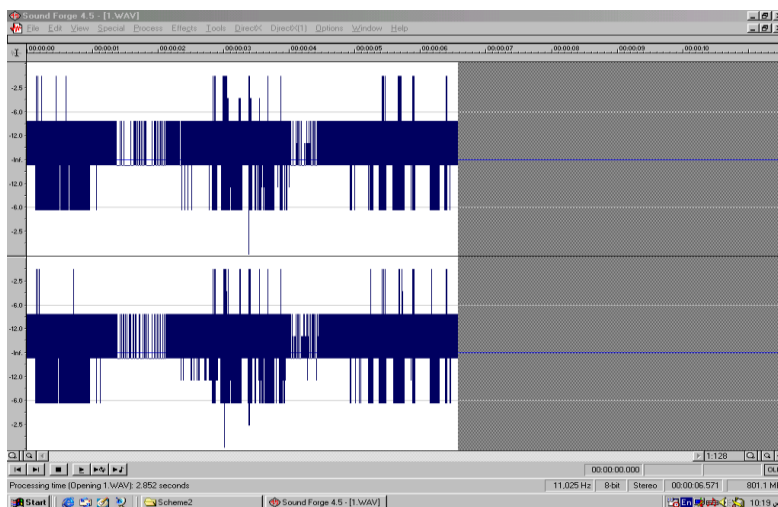 Sound Forge 4.5 - [1.WAV]
File Edit View Special Process Effects Tools DirectX DirectX(1) Options Window Help
,00:00:00 ,00:00:01 ,00:00:02 ,00:00:03 ,00:00:04 ,00:00:05 ,00:00:06 ,00:00:07 ,00:00:08 ,00:00:09 ,00:00:10
-2.5
-6.0
-12.0
-Inf.
-12.0
-6.0
-2.5
-2.5
-6.0
-12.0
-Inf.
-12.0
-6.0
-2.5
1:128
00:00:00.000
Processing time (Opening 1.WAV): 2.852 seconds 11,025 Hz 8-bit Stereo 00:00:06.571 801.1 M
Start Scheme2 Sound Forge 4.5 - [1.WAV] En 10:19